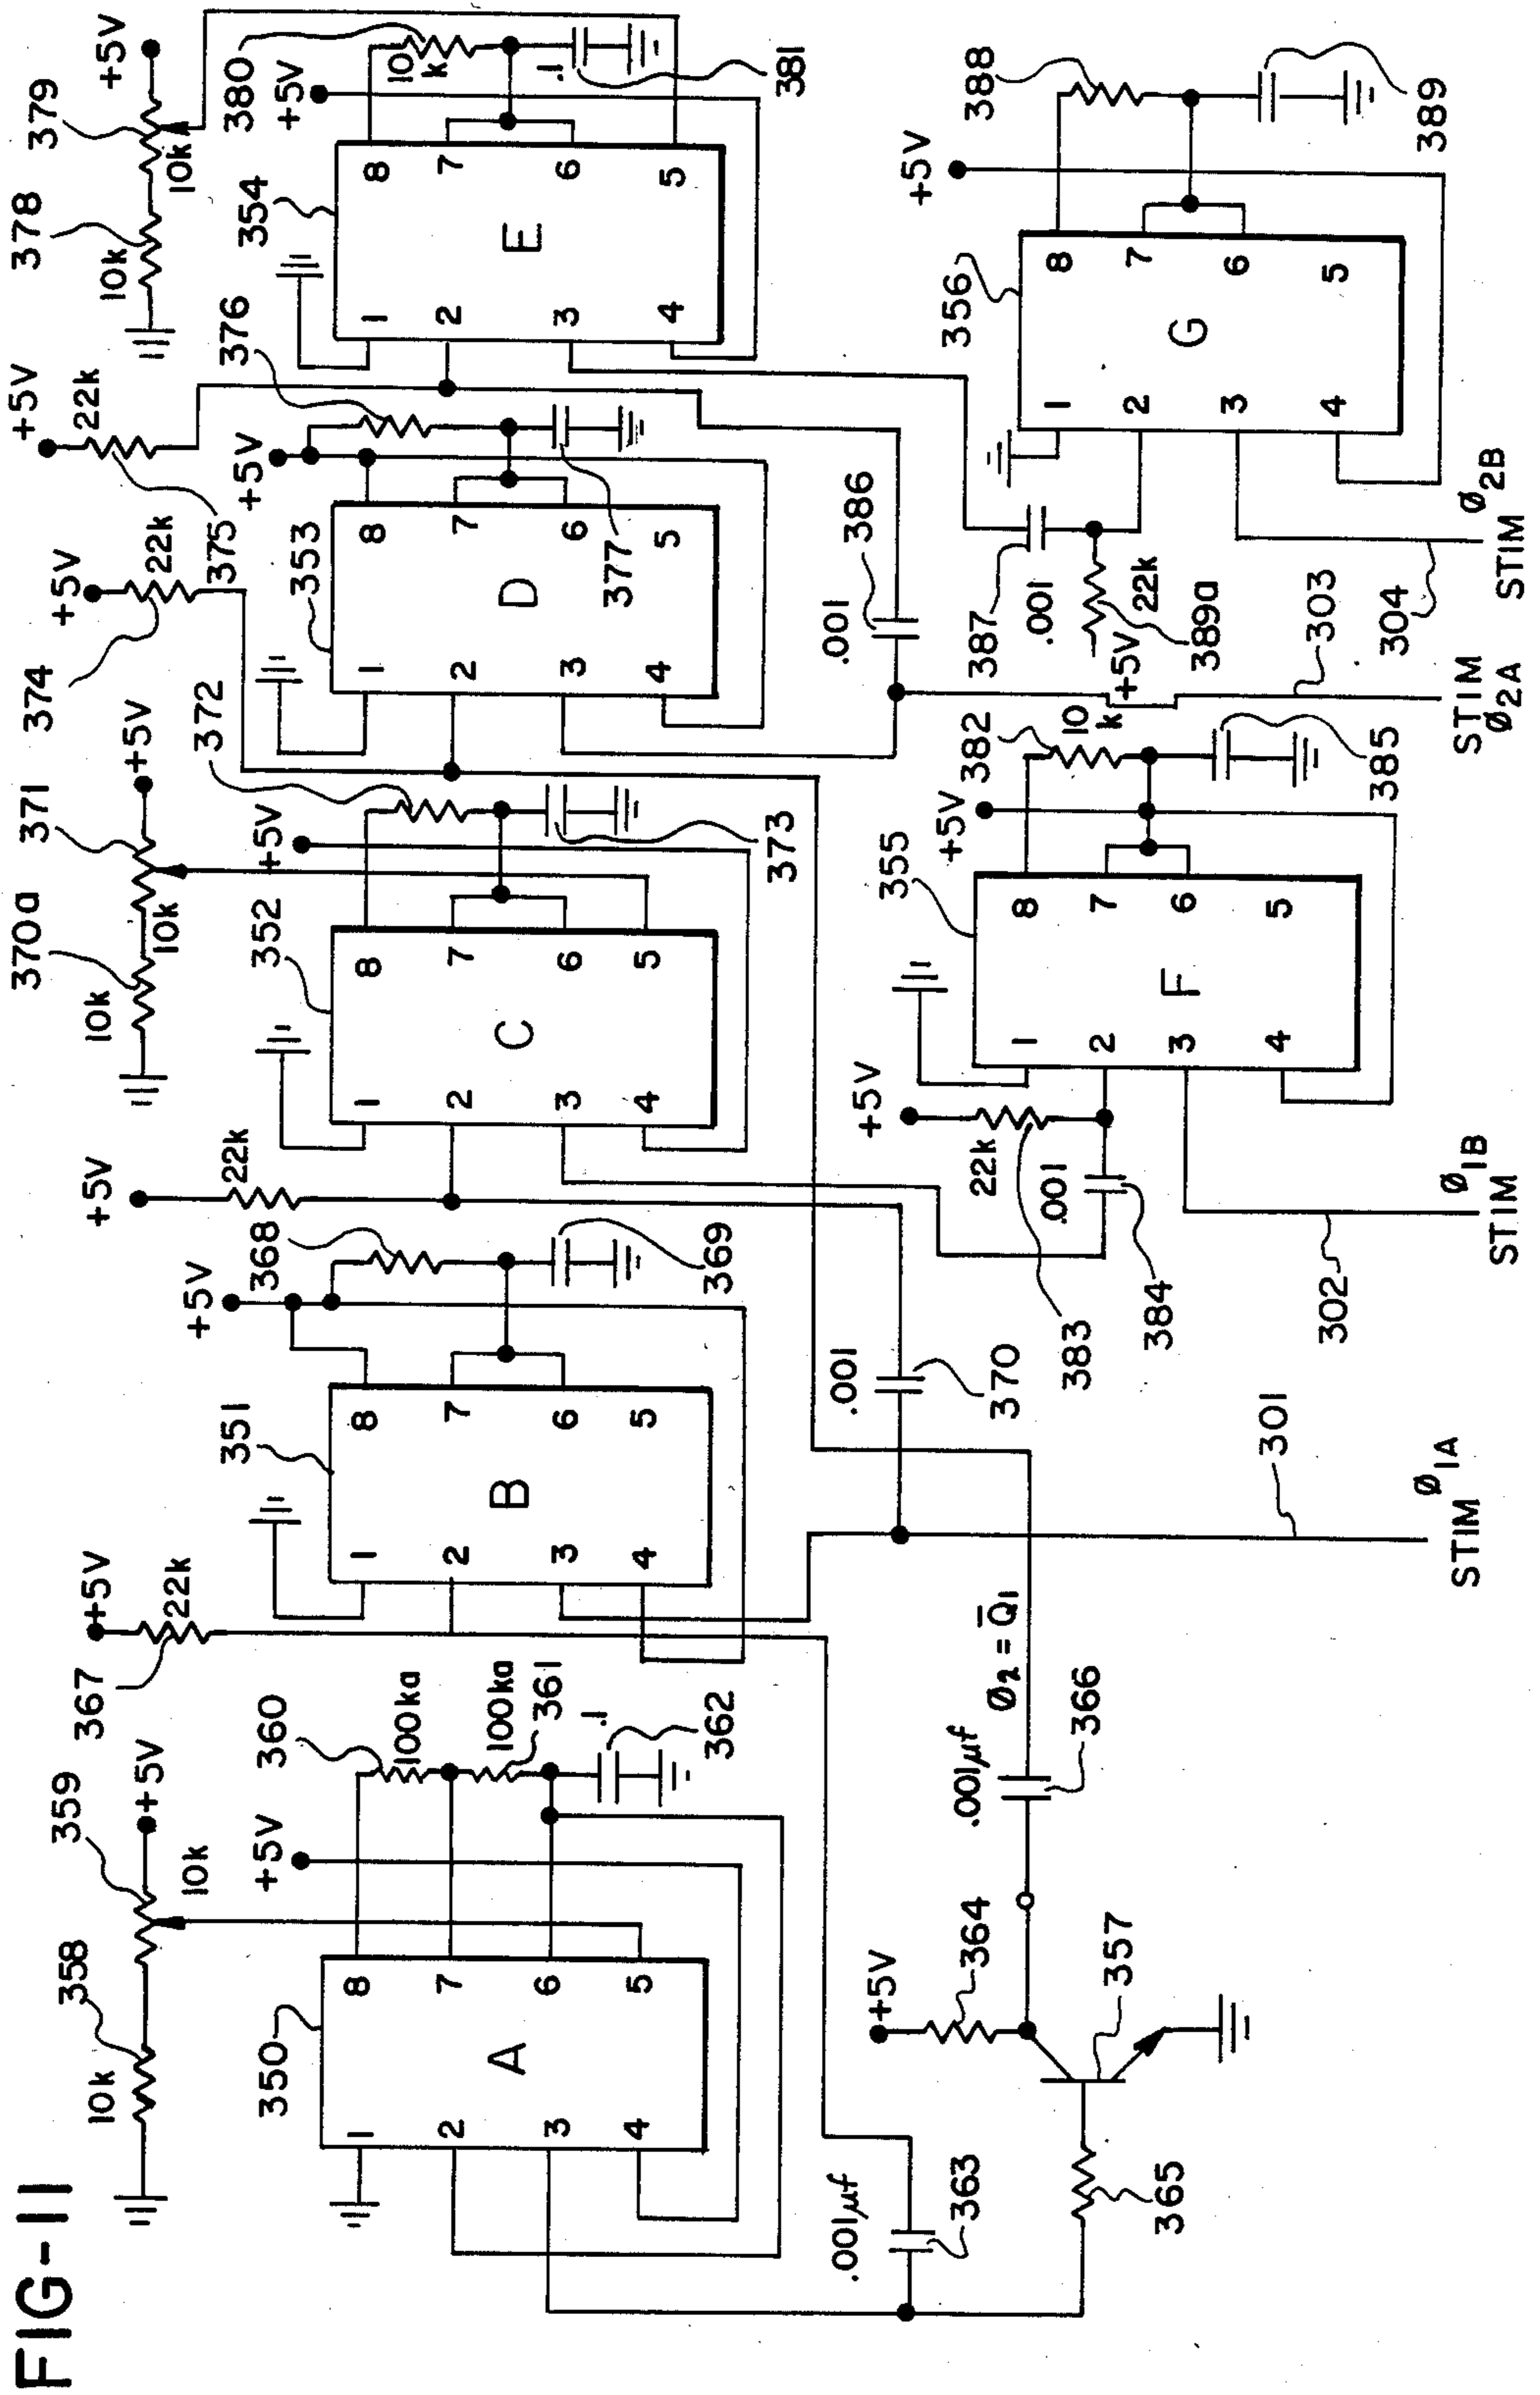 FIG-11
358
359
10k
10k
+5V
350
A
1
2
3
4
8
7
6
5
+5V
360
100ka
100ka
361
.1
362
.001µf
363
365
357
364
+5V
.001µf
366
Ø2 = Q̄1
367
+5V
22k
351
B
1
2
3
4
8
7
6
5
+5V
368
369
.001
370
301
STIM Ø1A
+5V
22k
370a
371
10k
10k
+5V
352
C
1
2
3
4
8
7
6
5
+5V
372
373
374
+5V
22k
353
D
1
2
3
4
8
7
6
5
+5V
376
377
375
+5V
22k
.001
386
378
379
10k
10k
+5V
354
E
1
2
3
4
8
7
6
5
+5V
380
10k
.1
381
355
F
1
2
3
4
8
7
6
5
+5V
22k
.001
383
384
302
STIM Ø1B
+5V
382
10k
385
303
STIM Ø2A
356
G
1
2
3
4
8
7
6
5
+5V
387
.001
22k
+5V
389a
304
STIM Ø2B
388
389